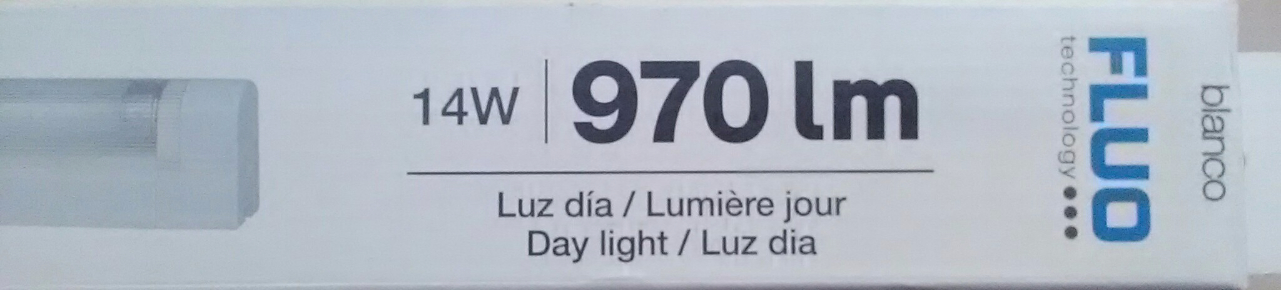 14W | 970 lm
Luz día / Lumière jour
Day light / Luz dia
FLUO
technology
blanco